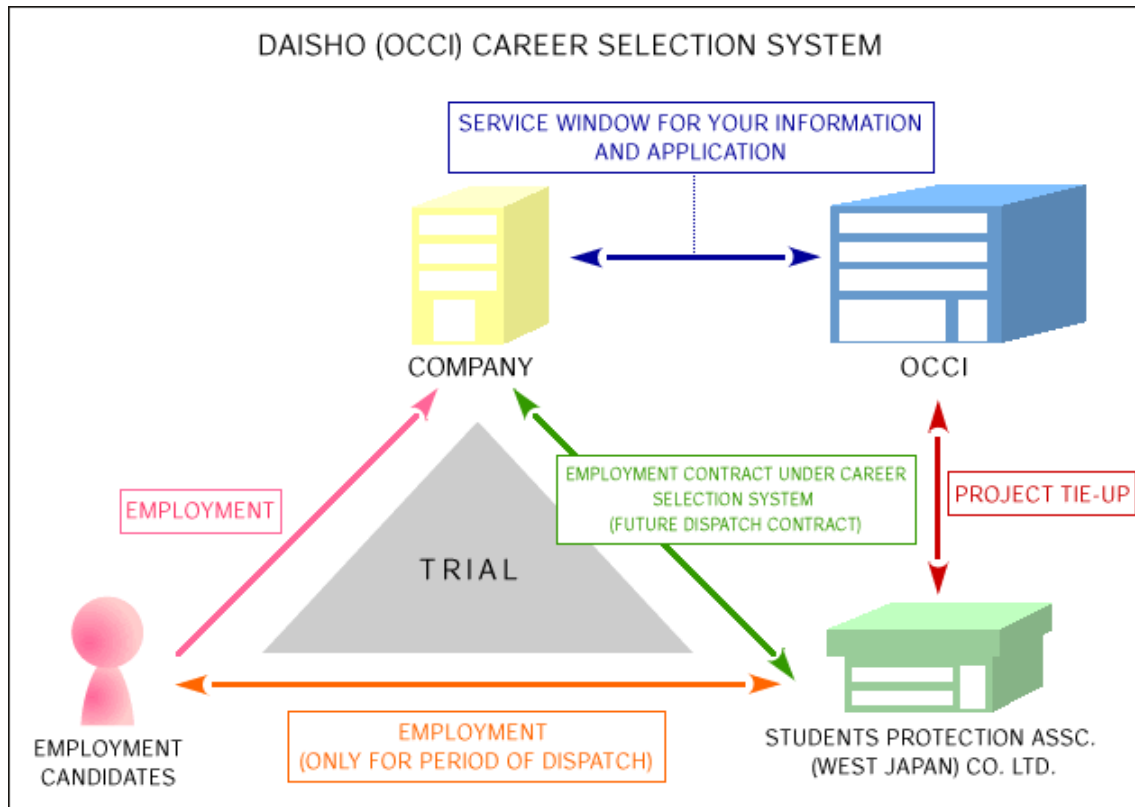 DAISHO (OCCI) CAREER SELECTION SYSTEM
SERVICE WINDOW FOR YOUR INFORMATION
AND APPLICATION
COMPANY
OCCI
EMPLOYMENT
EMPLOYMENT CONTRACT UNDER CAREER
SELECTION SYSTEM
(FUTURE DISPATCH CONTRACT)
PROJECT TIE-UP
TRIAL
EMPLOYMENT
CANDIDATES
EMPLOYMENT
(ONLY FOR PERIOD OF DISPATCH)
STUDENTS PROTECTION ASSC.
(WEST JAPAN) CO. LTD.